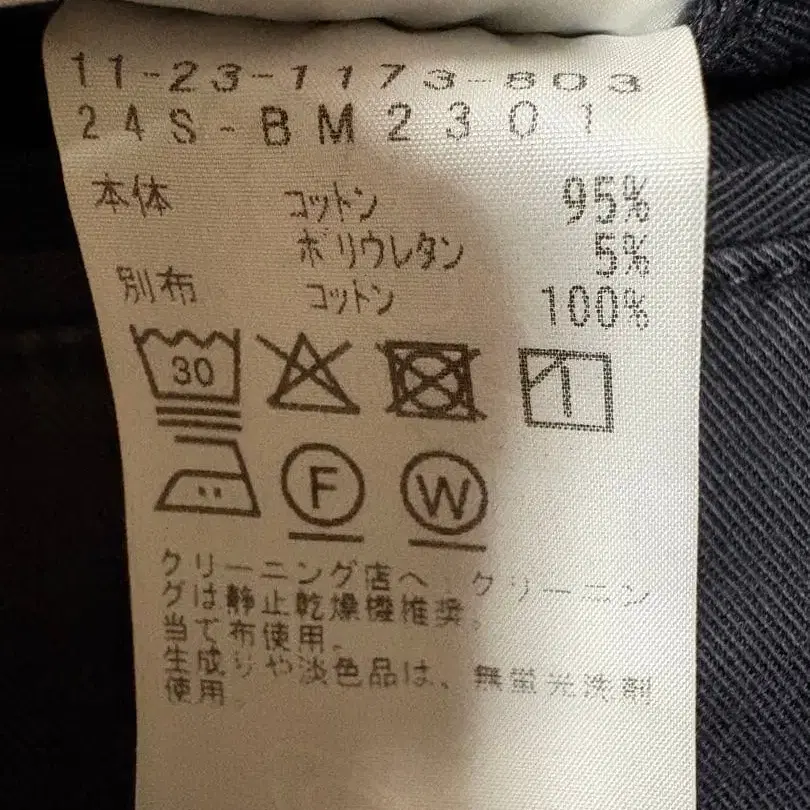 11-23-1173-803
24S-BM2301
本体 コットン 95%
ポリウレタン 5%
別布 コットン 100%
30
F W
クリーニング店へ クリーニン
グは静止乾燥機推奨。
当て布使用。
生成りや淡色品は、無蛍光洗剤
使用。